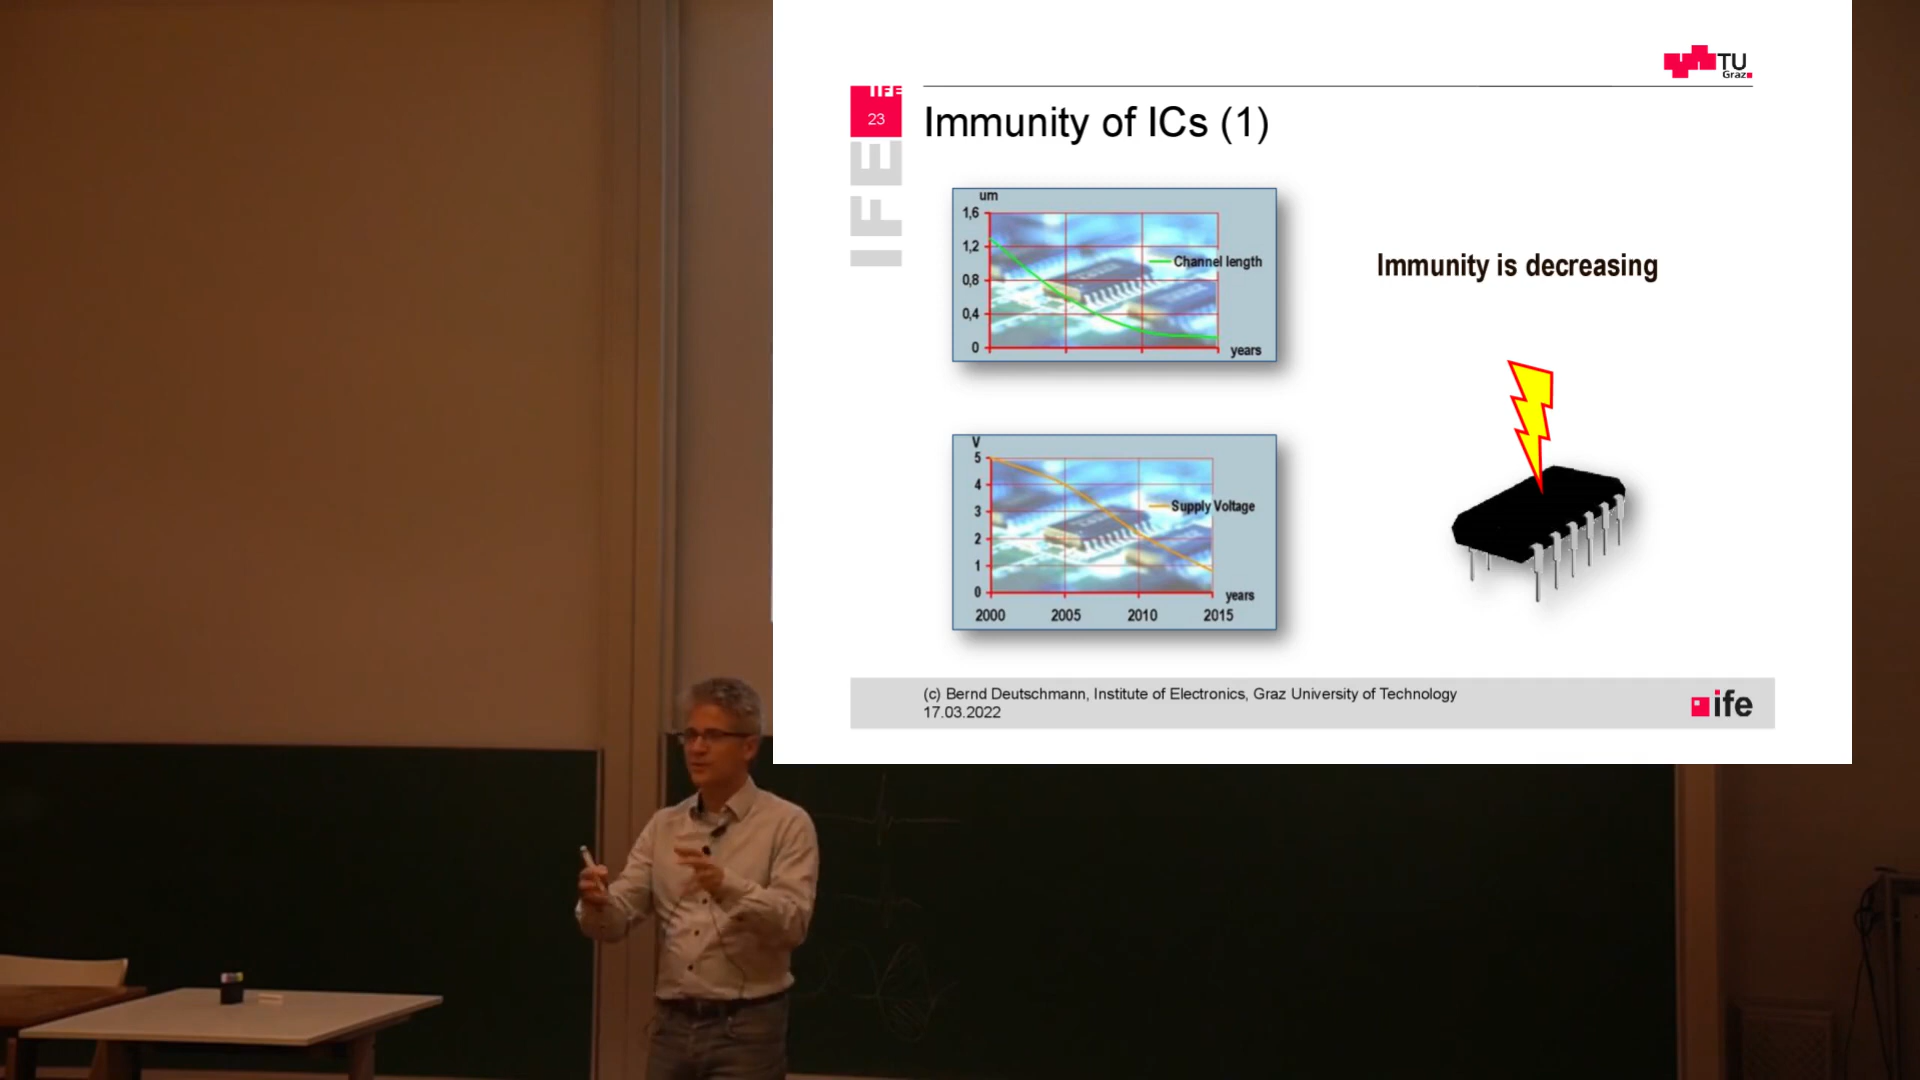 TU
Graz
IFE
23
Immunity of ICs (1)
IFE
um
1,6
1,2
0,8
0,4
0
Channel length
years
Immunity is decreasing
V
5
4
3
2
1
0
Supply Voltage
years
2000 2005 2010 2015
(c) Bernd Deutschmann, Institute of Electronics, Graz University of Technology
17.03.2022
ife